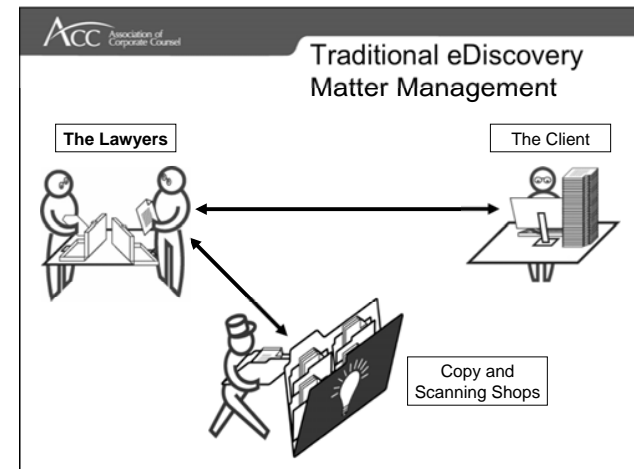 ACC Association of
Corporate Counsel
Traditional eDiscovery
Matter Management
The Lawyers
The Client
Copy and
Scanning Shops